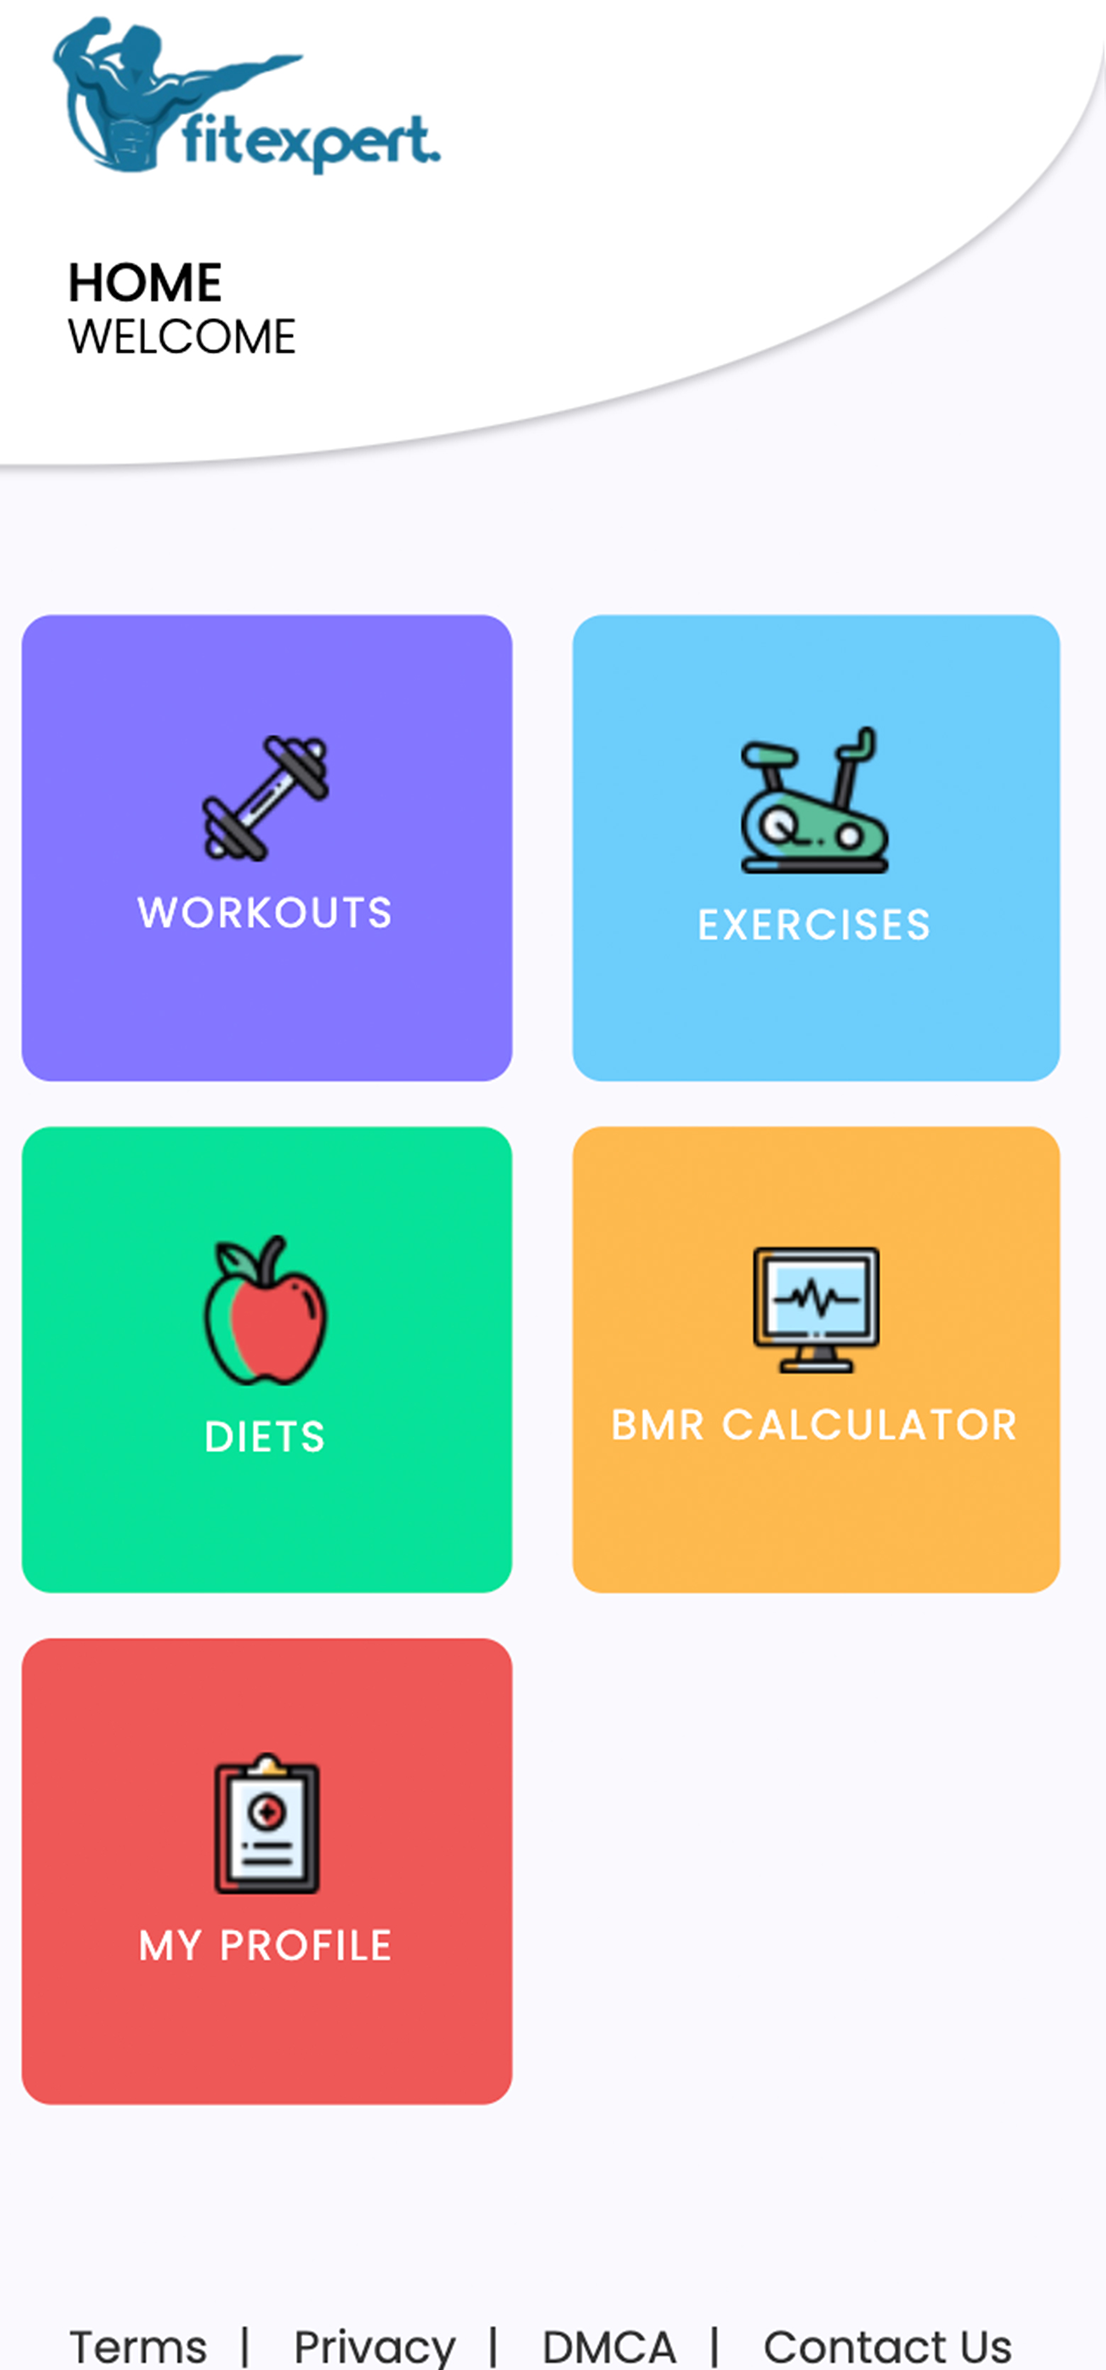 fitexpert.
HOME
WELCOME
WORKOUTS
EXERCISES
DIETS
BMR CALCULATOR
MY PROFILE
Terms | Privacy | DMCA | Contact Us